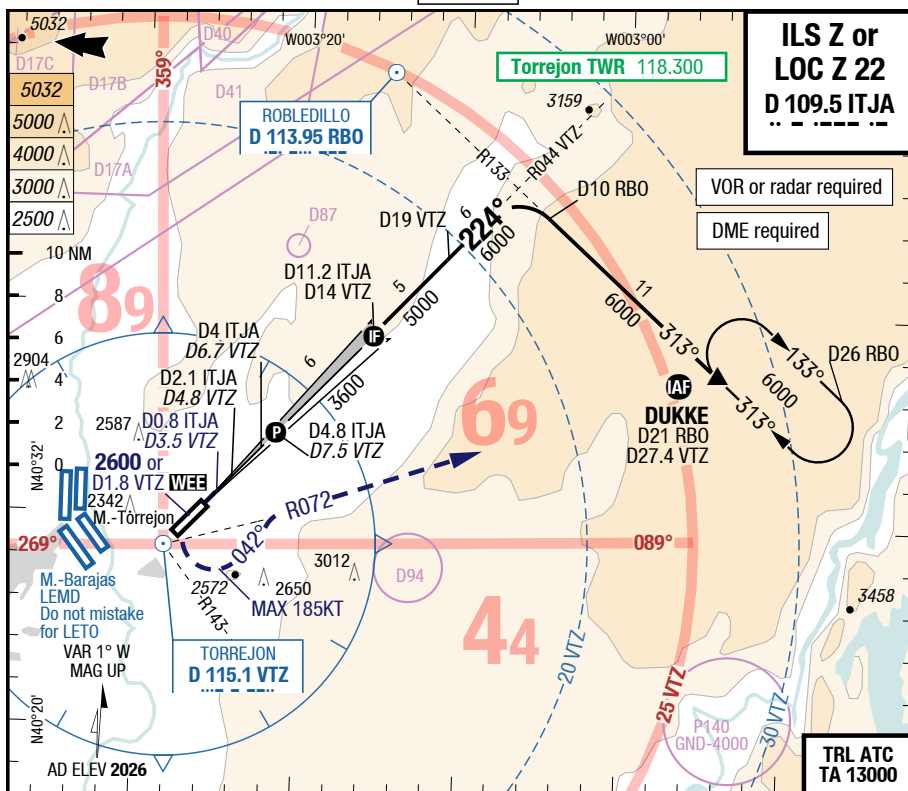 5032
D17C
D40
W003°20'
W003°00'
ILS Z or
LOC Z 22
D 109.5 ITJA
Torrejon TWR 118.300
359°
D17B
D41
5032
5000
4000
3000
2500
D17A
ROBLEDILLO
D 113.95 RBO
3159
R133
R044 VTZ
VOR or radar required
DME required
D10 RBO
D19 VTZ
6
224°
6000
D87
10 NM
8
6
4
2
0
89
D11.2 ITJA
D14 VTZ
5
5000
IF
11
6000
313°
133°
6000
313°
D26 RBO
IAF
DUKKE
D21 RBO
D27.4 VTZ
D4 ITJA
D6.7 VTZ
6
3600
D2.1 ITJA
D4.8 VTZ
2904
2587
D0.8 ITJA
D3.5 VTZ
P
D4.8 ITJA
D7.5 VTZ
69
N40°32'
2600 or
D1.8 VTZ
WEE
2342
M.-Torrejon
R072
042°
269°
089°
3012
2572
2650
MAX 185KT
R143
D94
M.-Barajas
LEMD
Do not mistake
for LETO
44
3458
VAR 1° W
MAG UP
TORREJON
D 115.1 VTZ
20 VTZ
25 VTZ
30 VTZ
N40°20'
P140
GND-4000
AD ELEV 2026
TRL ATC
TA 13000